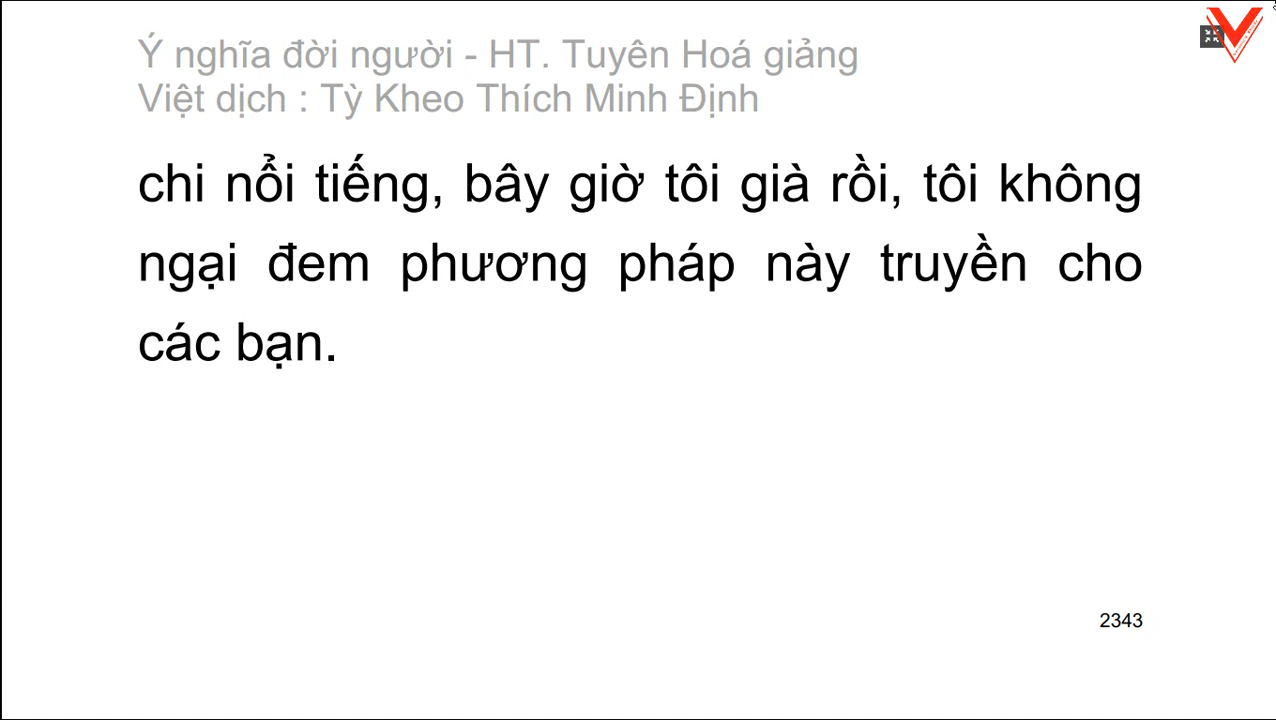 Ý nghĩa đời người - HT. Tuyên Hoá giảng
Việt dịch : Tỳ Kheo Thích Minh Định
chi nổi tiếng, bây giờ tôi già rồi, tôi không
ngại đem phương pháp này truyền cho
các bạn.
2343